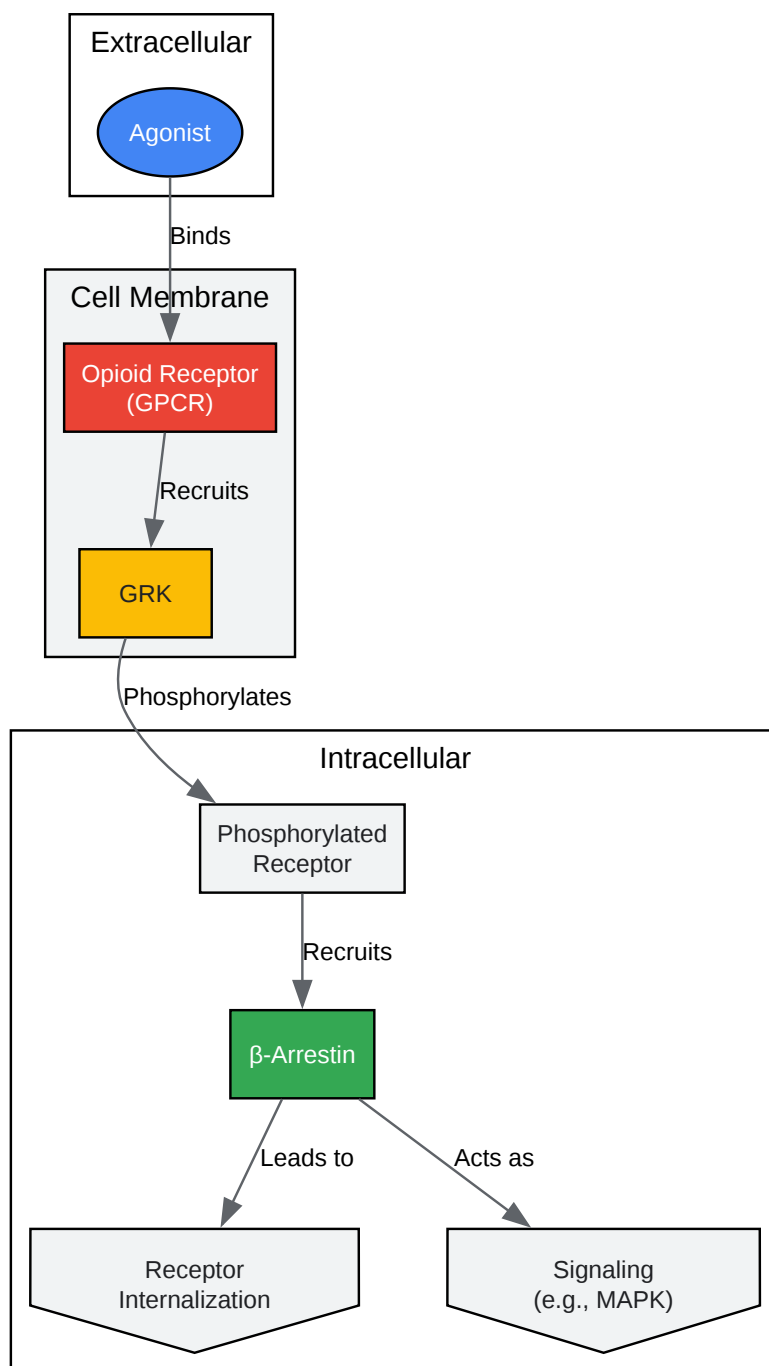 Extracellular
Agonist
Binds
Cell Membrane
Opioid Receptor
(GPCR)
Recruits
GRK
Phosphorylates
Intracellular
Phosphorylated
Receptor
Recruits
β-Arrestin
Leads to
Acts as
Receptor
Internalization
Signaling
(e.g., MAPK)